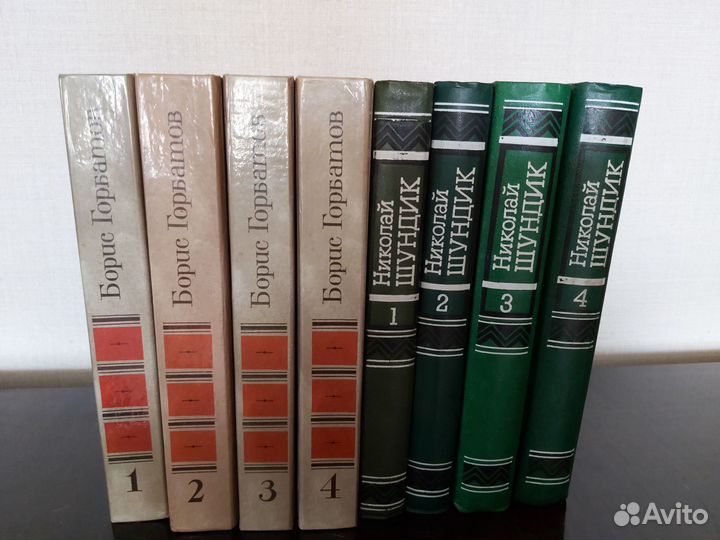 Борис Горбатов
1
Борис Горбатов
2
Борис Горбатов
3
Борис Горбатов
4
Николай
ШУНДИК
1
Николай
ШУНДИК
2
Николай
ШУНДИК
3
Николай
ШУНДИК
4
Avito